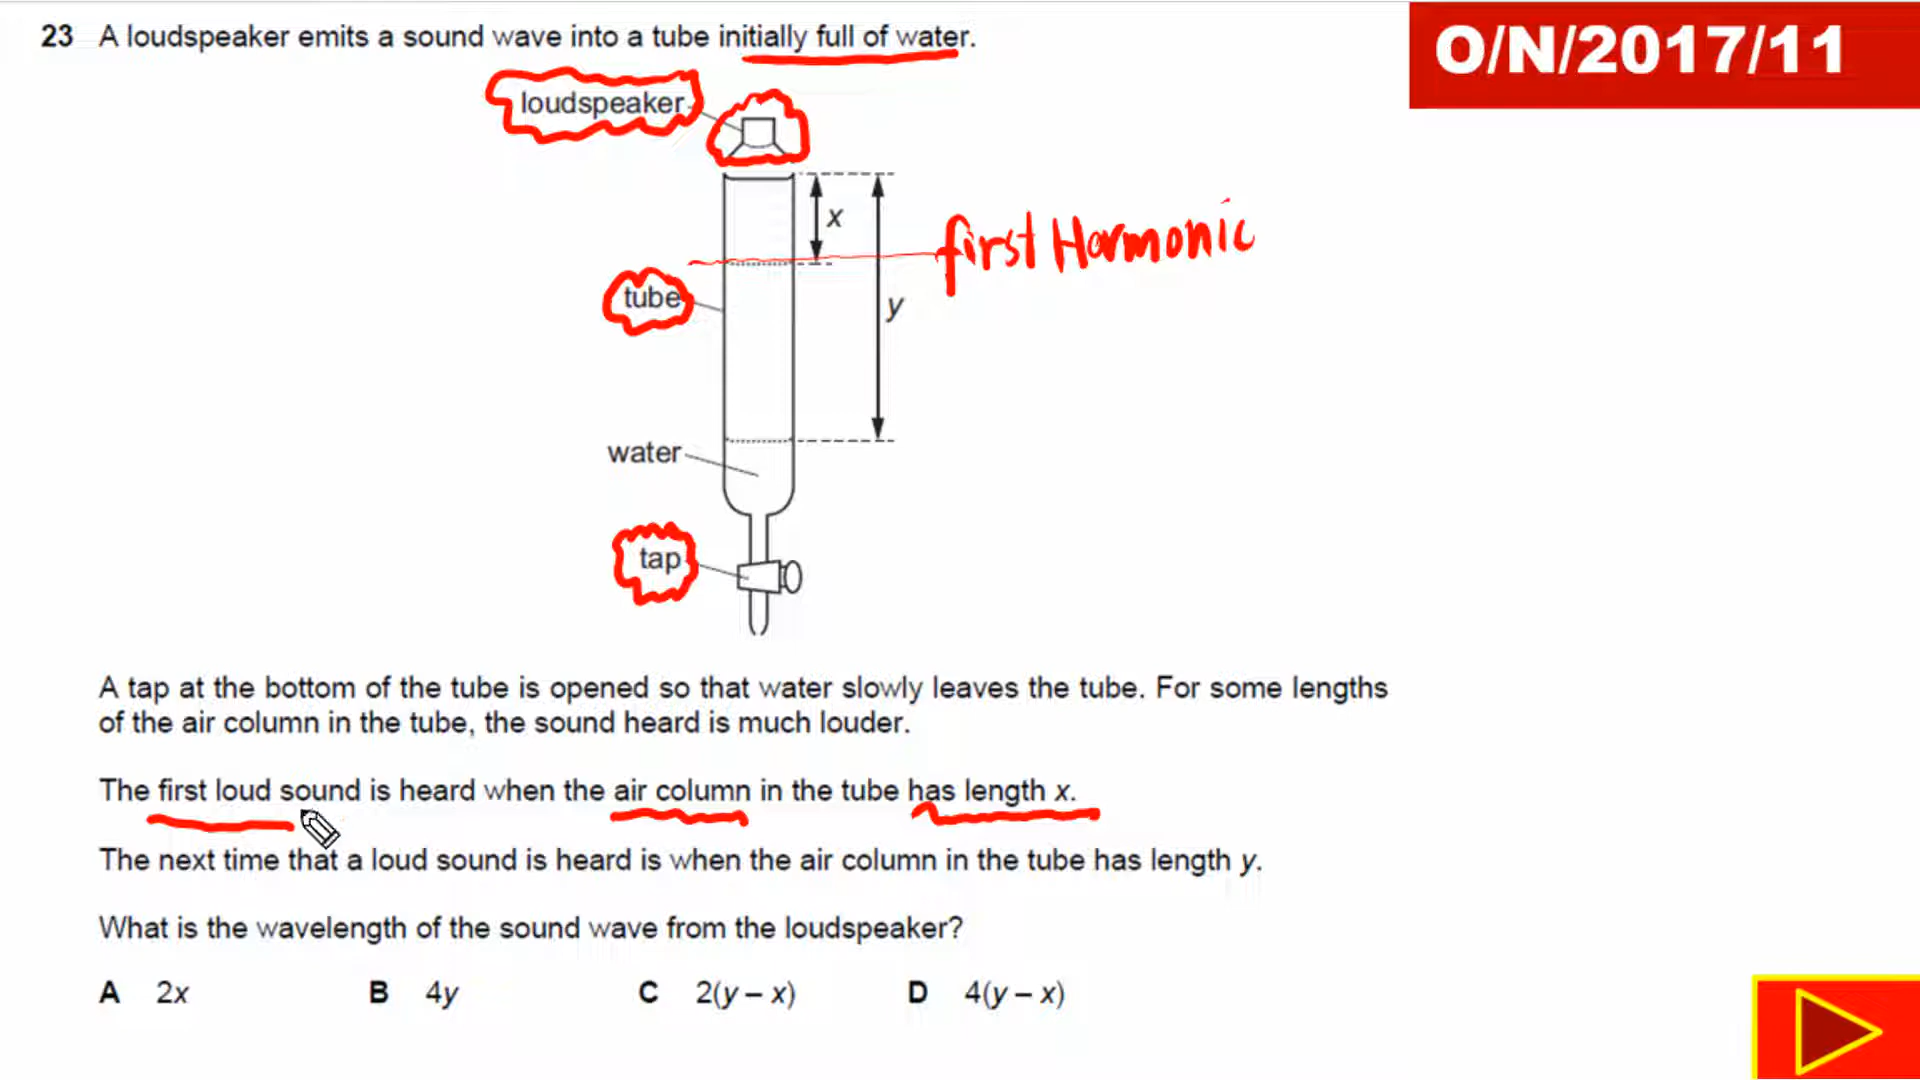 23 A loudspeaker emits a sound wave into a tube initially full of water.
O/N/2017/11
loudspeaker
x
first Harmonic
tube
y
water
tap
A tap at the bottom of the tube is opened so that water slowly leaves the tube. For some lengths
of the air column in the tube, the sound heard is much louder.
The first loud sound is heard when the air column in the tube has length x.
The next time that a loud sound is heard is when the air column in the tube has length y.
What is the wavelength of the sound wave from the loudspeaker?
A 2x B 4y C 2(y – x) D 4(y – x)